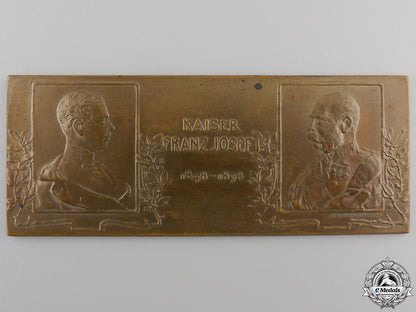 KAISER
FRANZ JOSEF I.
1848-1898
eMedals